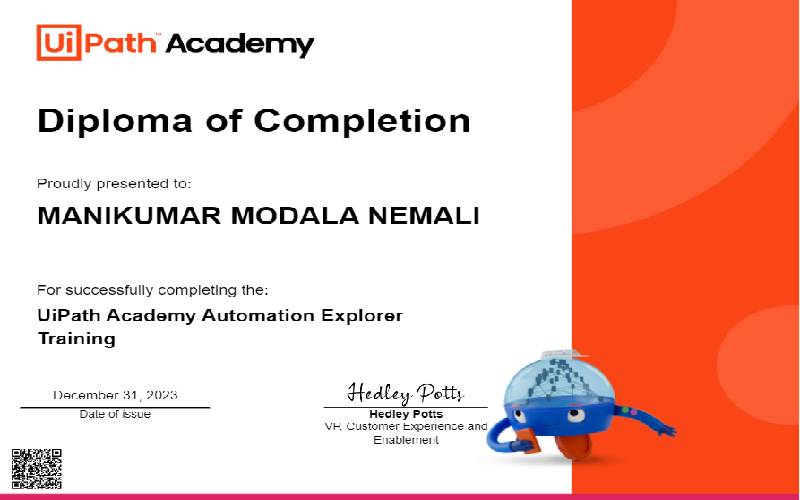 UiPath Academy
Diploma of Completion
Proudly presented to:
MANIKUMAR MODALA NEMALI
For successfully completing the:
UiPath Academy Automation Explorer
Training
December 31, 2023
Date of issue
Hedley Potts
Hedley Potts
VP, Customer Experience and
Enablement